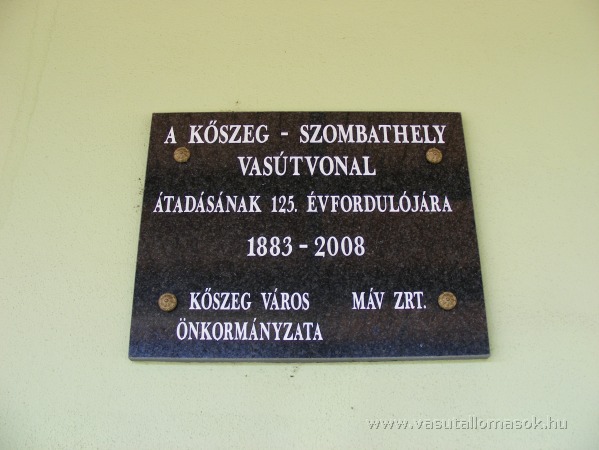 A KŐSZEG - SZOMBATHELY
VASÚTVONAL
ÁTADÁSÁNAK 125. ÉVFORDULÓJÁRA
1883 - 2008
KŐSZEG VÁROS MÁV ZRT.
ÖNKORMÁNYZATA
www.vasutallomasok.hu